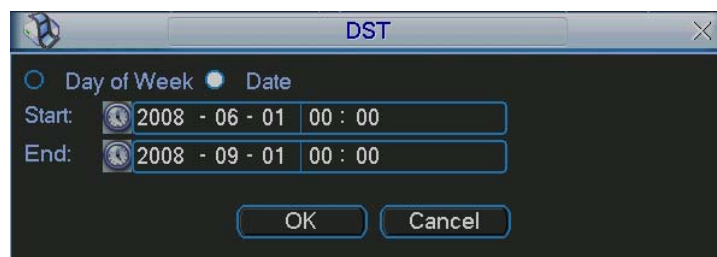 DST
Day of Week Date
Start: 2008 - 06 - 01 00 : 00
End: 2008 - 09 - 01 00 : 00
OK Cancel